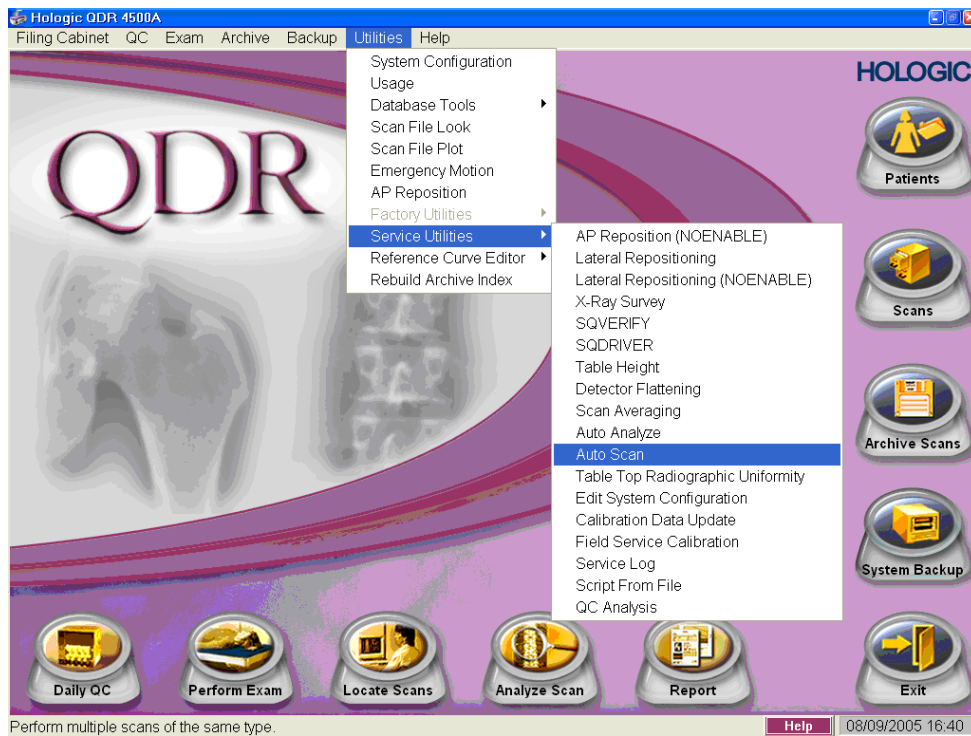 Hologic QDR 4500A
Filing Cabinet QC Exam Archive Backup Utilities Help
System Configuration
Usage
Database Tools
Scan File Look
Scan File Plot
Emergency Motion
AP Reposition
Factory Utilities
Service Utilities
Reference Curve Editor
Rebuild Archive Index
AP Reposition (NOENABLE)
Lateral Repositioning
Lateral Repositioning (NOENABLE)
X-Ray Survey
SQVERIFY
SQDRIVER
Table Height
Detector Flattening
Scan Averaging
Auto Analyze
Auto Scan
Table Top Radiographic Uniformity
Edit System Configuration
Calibration Data Update
Field Service Calibration
Service Log
Script From File
QC Analysis
QDR
HOLOGIC
Patients
Scans
Archive Scans
System Backup
Daily QC
Perform Exam
Locate Scans
Analyze Scan
Report
Exit
Perform multiple scans of the same type.
Help
08/09/2005 16:40